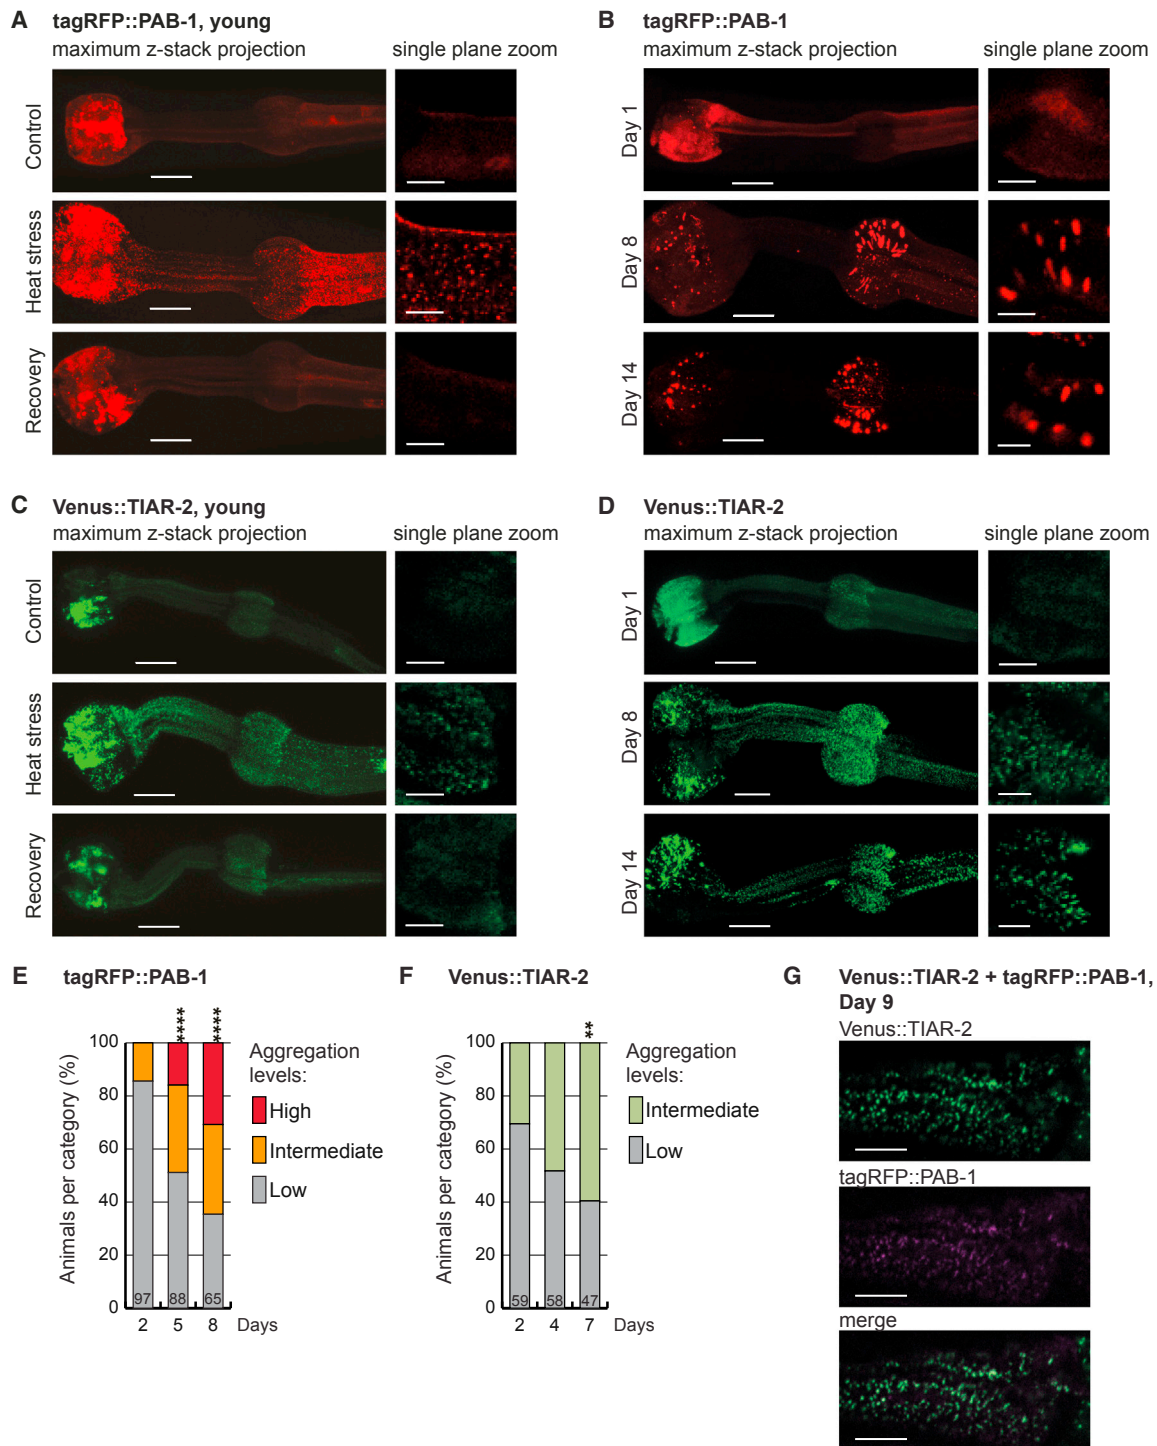 A tagRFP::PAB-1, young
maximum z-stack projection single plane zoom
Control
Heat stress
Recovery
B tagRFP::PAB-1
maximum z-stack projection single plane zoom
Day 1
Day 8
Day 14
C Venus::TIAR-2, young
maximum z-stack projection single plane zoom
Control
Heat stress
Recovery
D Venus::TIAR-2
maximum z-stack projection single plane zoom
Day 1
Day 8
Day 14
E tagRFP::PAB-1
Animals per category (%)
100
80
60
40
20
0
**** ****
97 88 65
2 5 8 Days
Aggregation
levels:
High
Intermediate
Low
F Venus::TIAR-2
Animals per category (%)
100
80
60
40
20
0
**
59 58 47
2 4 7 Days
Aggregation
levels:
Intermediate
Low
G Venus::TIAR-2 + tagRFP::PAB-1,
Day 9
Venus::TIAR-2
tagRFP::PAB-1
merge